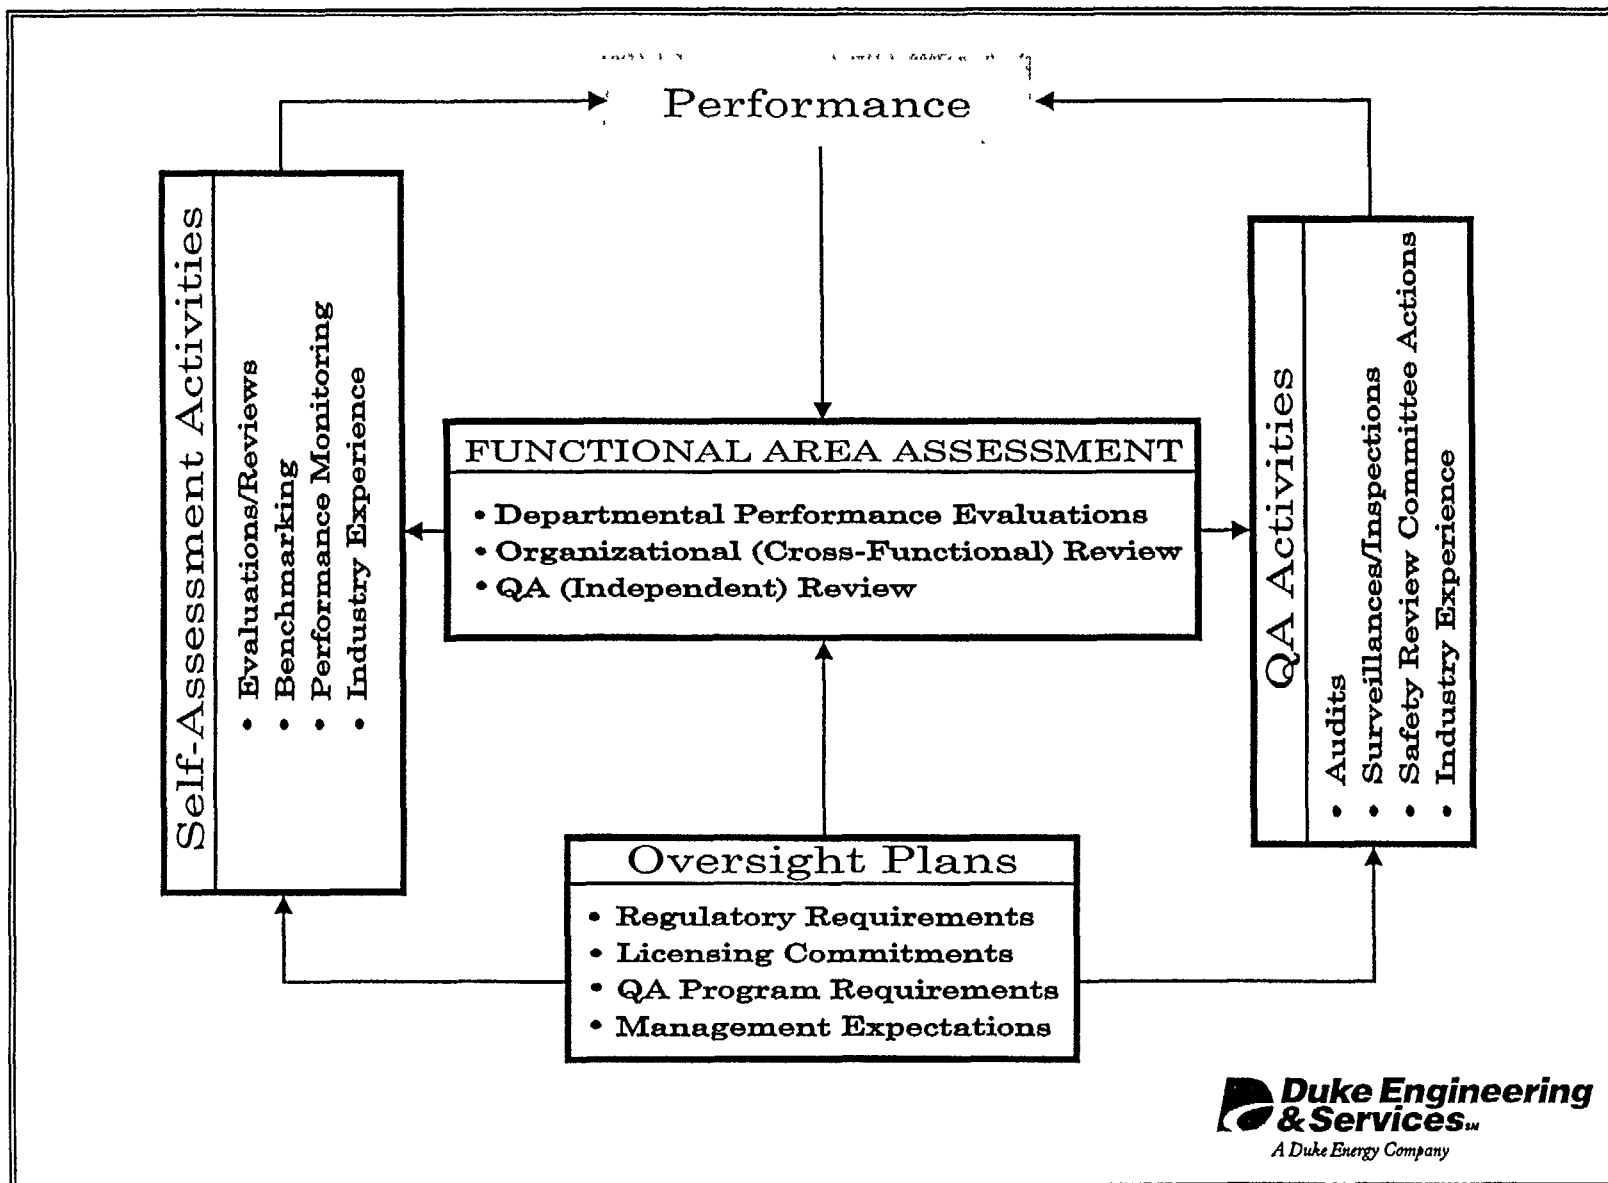 Performance
Self-Assessment Activities
• Evaluations/Reviews
• Benchmarking
• Performance Monitoring
• Industry Experience
FUNCTIONAL AREA ASSESSMENT
• Departmental Performance Evaluations
• Organizational (Cross-Functional) Review
• QA (Independent) Review
QA Activities
• Audits
• Surveillances/Inspections
• Safety Review Committee Actions
• Industry Experience
Oversight Plans
• Regulatory Requirements
• Licensing Commitments
• QA Program Requirements
• Management Expectations
Duke Engineering
& Services℠
A Duke Energy Company